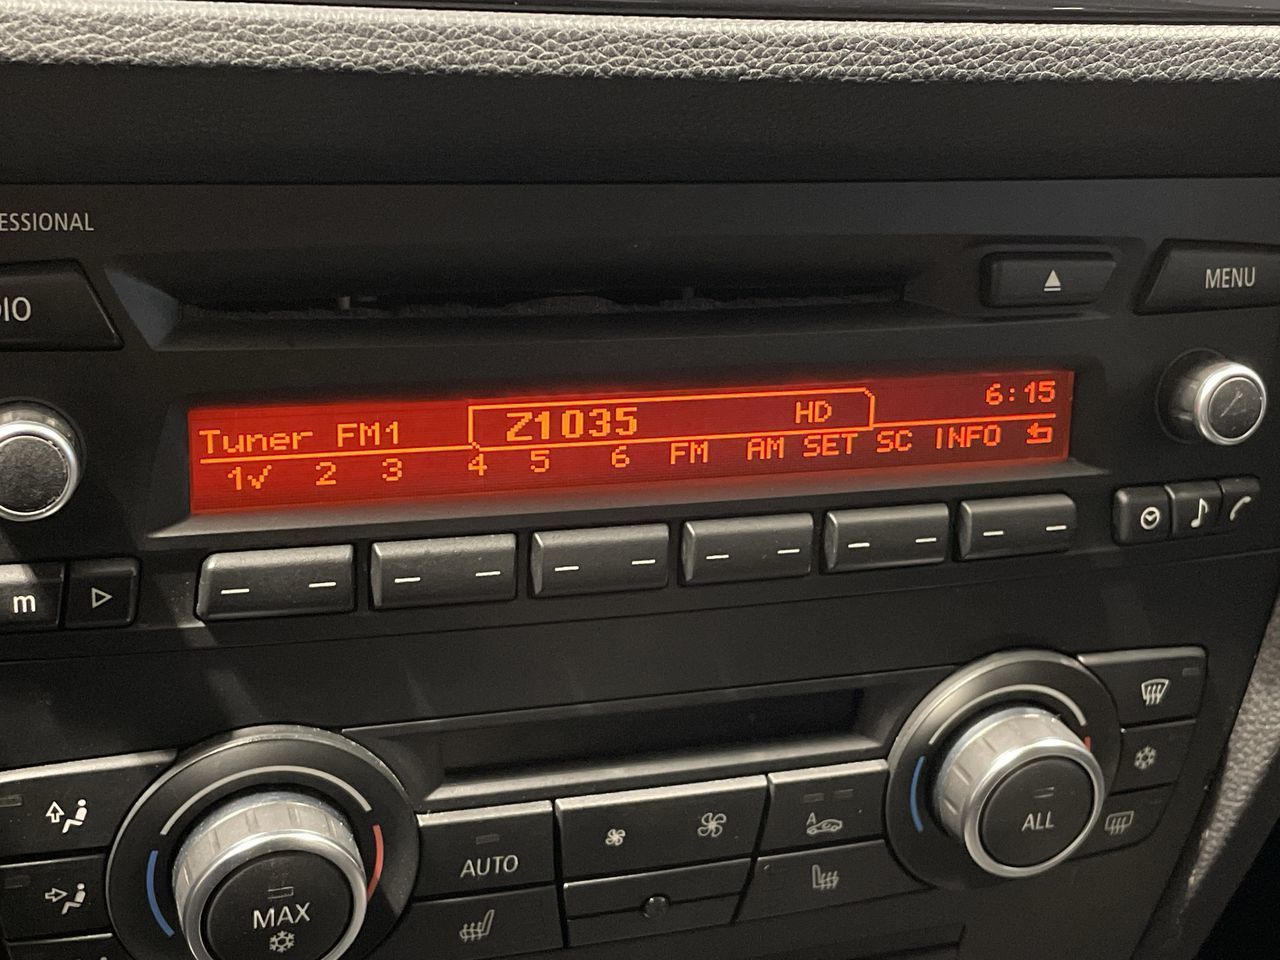 ESSIONAL
DIO
MENU
Tuner FM1
Z1035 HD
6:15
1✓ 2 3 4 5 6 FM AM SET SC INFO
m
A
AUTO
MAX
ALL